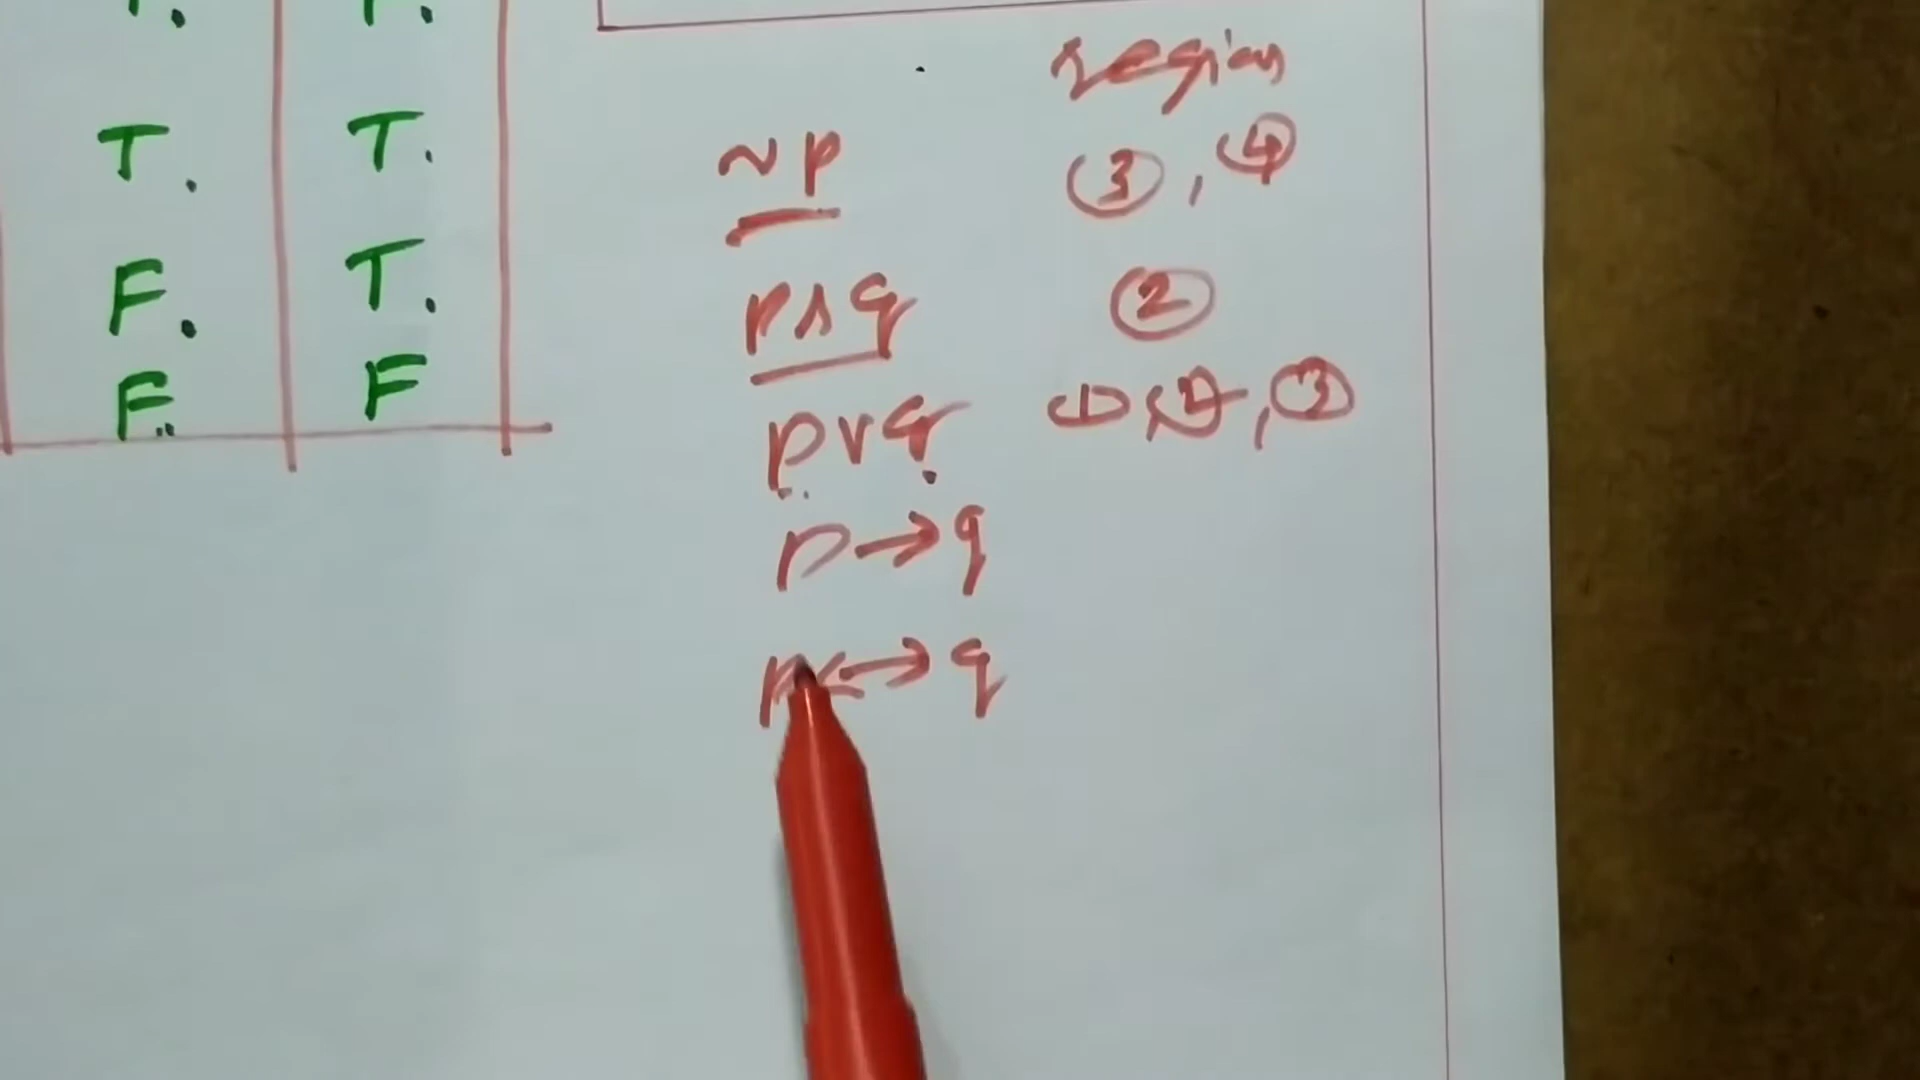 T. T.
T. T.
F. T.
F.. F
region
~p ③, ④
p∧q ②
p∨q ①,②,③
p→q
p↔q